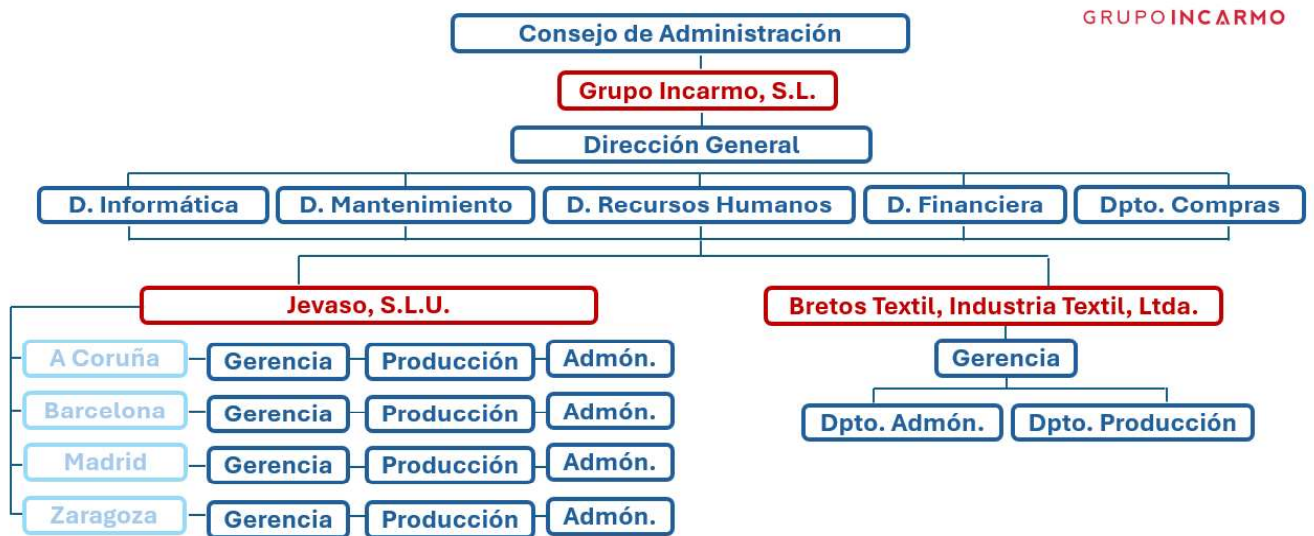 GRUPOINCARMO
Consejo de Administración
Grupo Incarmo, S.L.
Dirección General
D. Informática
D. Mantenimiento
D. Recursos Humanos
D. Financiera
Dpto. Compras
Jevaso, S.L.U.
A Coruña
Gerencia
Producción
Admón.
Barcelona
Gerencia
Producción
Admón.
Madrid
Gerencia
Producción
Admón.
Zaragoza
Gerencia
Producción
Admón.
Bretos Textil, Industria Textil, Ltda.
Gerencia
Dpto. Admón.
Dpto. Producción